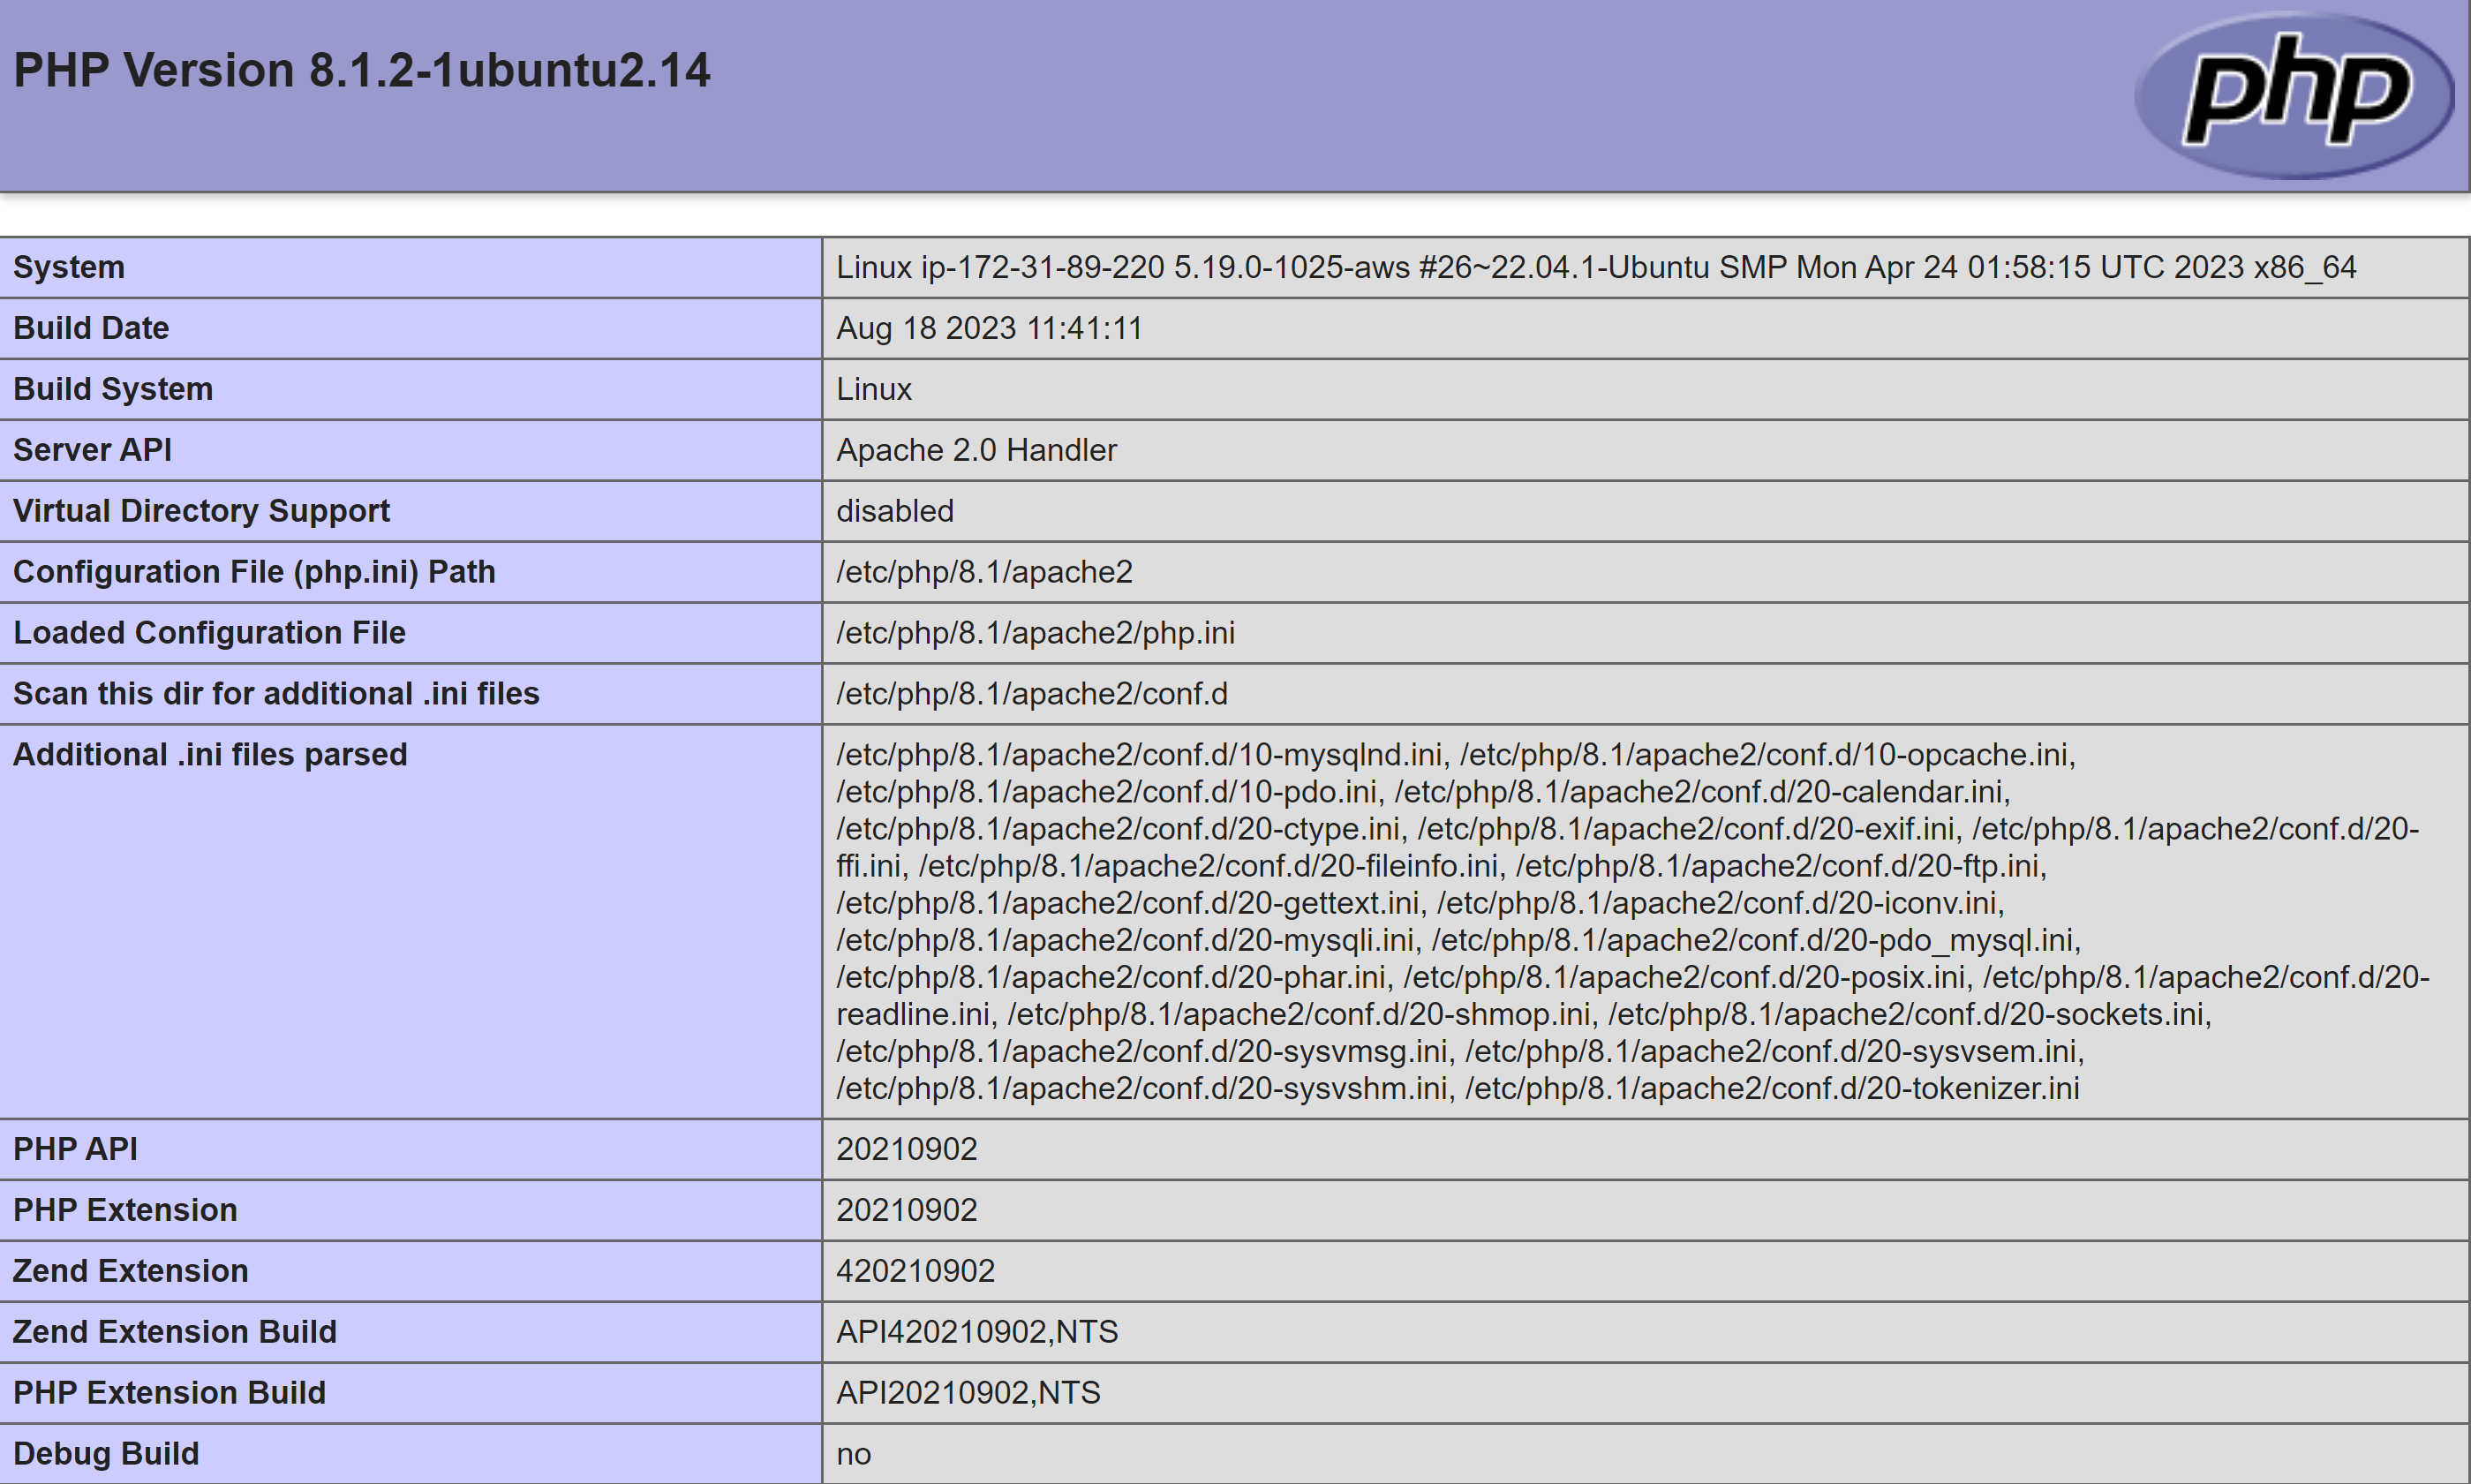 PHP Version 8.1.2-1ubuntu2.14
php
System
Linux ip-172-31-89-220 5.19.0-1025-aws #26~22.04.1-Ubuntu SMP Mon Apr 24 01:58:15 UTC 2023 x86_64
Build Date
Aug 18 2023 11:41:11
Build System
Linux
Server API
Apache 2.0 Handler
Virtual Directory Support
disabled
Configuration File (php.ini) Path
/etc/php/8.1/apache2
Loaded Configuration File
/etc/php/8.1/apache2/php.ini
Scan this dir for additional .ini files
/etc/php/8.1/apache2/conf.d
Additional .ini files parsed
/etc/php/8.1/apache2/conf.d/10-mysqlnd.ini, /etc/php/8.1/apache2/conf.d/10-opcache.ini,
/etc/php/8.1/apache2/conf.d/10-pdo.ini, /etc/php/8.1/apache2/conf.d/20-calendar.ini,
/etc/php/8.1/apache2/conf.d/20-ctype.ini, /etc/php/8.1/apache2/conf.d/20-exif.ini, /etc/php/8.1/apache2/conf.d/20-
ffi.ini, /etc/php/8.1/apache2/conf.d/20-fileinfo.ini, /etc/php/8.1/apache2/conf.d/20-ftp.ini,
/etc/php/8.1/apache2/conf.d/20-gettext.ini, /etc/php/8.1/apache2/conf.d/20-iconv.ini,
/etc/php/8.1/apache2/conf.d/20-mysqli.ini, /etc/php/8.1/apache2/conf.d/20-pdo_mysql.ini,
/etc/php/8.1/apache2/conf.d/20-phar.ini, /etc/php/8.1/apache2/conf.d/20-posix.ini, /etc/php/8.1/apache2/conf.d/20-
readline.ini, /etc/php/8.1/apache2/conf.d/20-shmop.ini, /etc/php/8.1/apache2/conf.d/20-sockets.ini,
/etc/php/8.1/apache2/conf.d/20-sysvmsg.ini, /etc/php/8.1/apache2/conf.d/20-sysvsem.ini,
/etc/php/8.1/apache2/conf.d/20-sysvshm.ini, /etc/php/8.1/apache2/conf.d/20-tokenizer.ini
PHP API
20210902
PHP Extension
20210902
Zend Extension
420210902
Zend Extension Build
API420210902,NTS
PHP Extension Build
API20210902,NTS
Debug Build
no